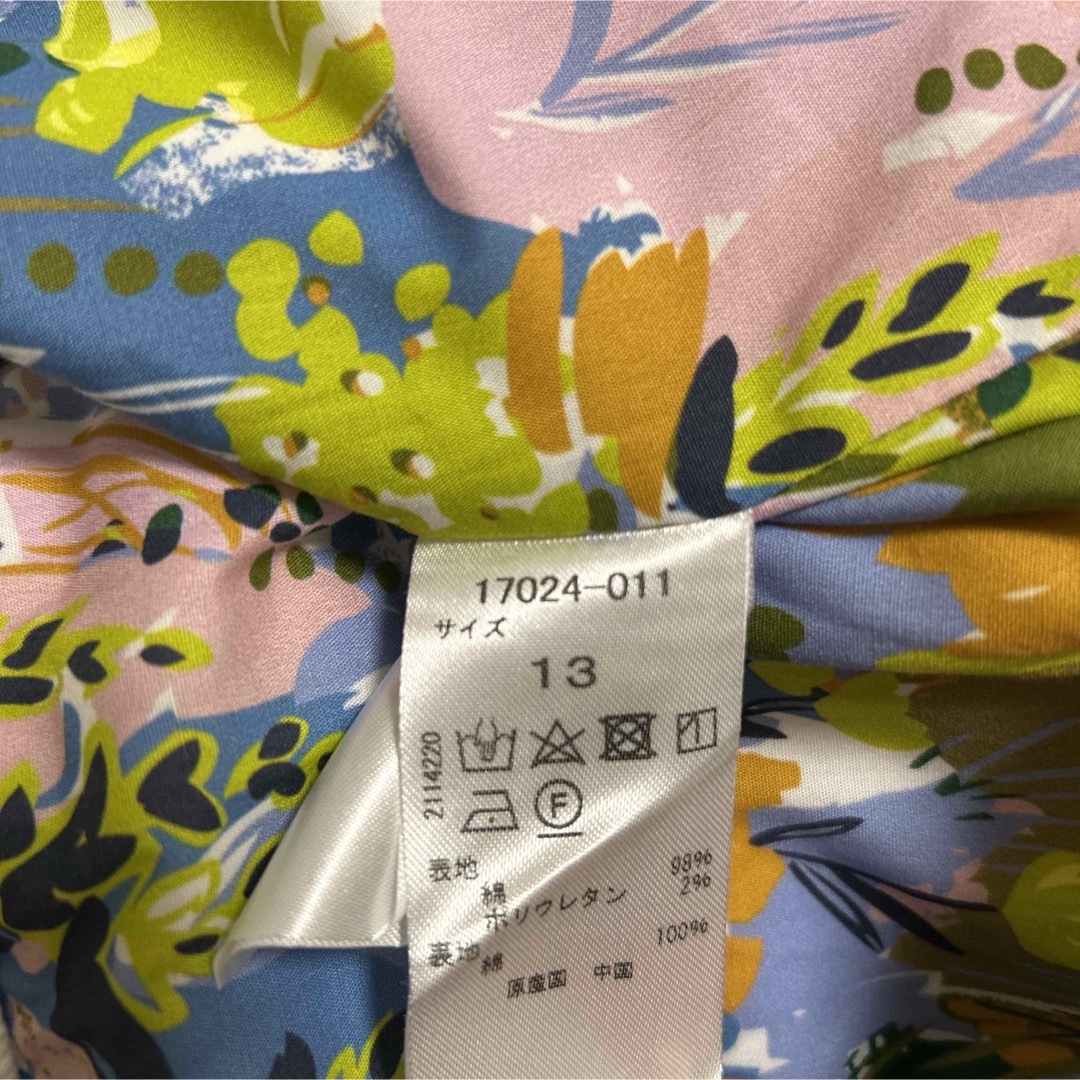 17024-011
サイズ
13
2114220
F
表地
綿 98%
ポリウレタン 2%
表地
綿 100%
原産国 中国